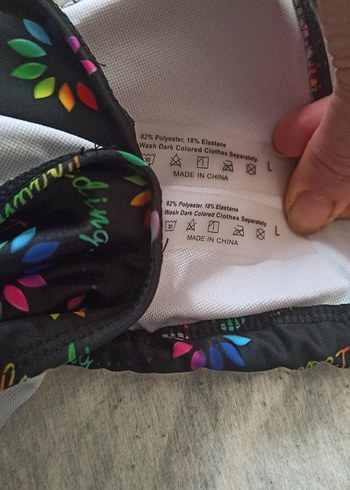 82% Polyester, 18% Elastane
Wash Dark Colored Clothes Separately.
L
MADE IN CHINA
82% Polyester, 18% Elastane
Wash Dark Colored Clothes Separately.
L
MADE IN CHINA